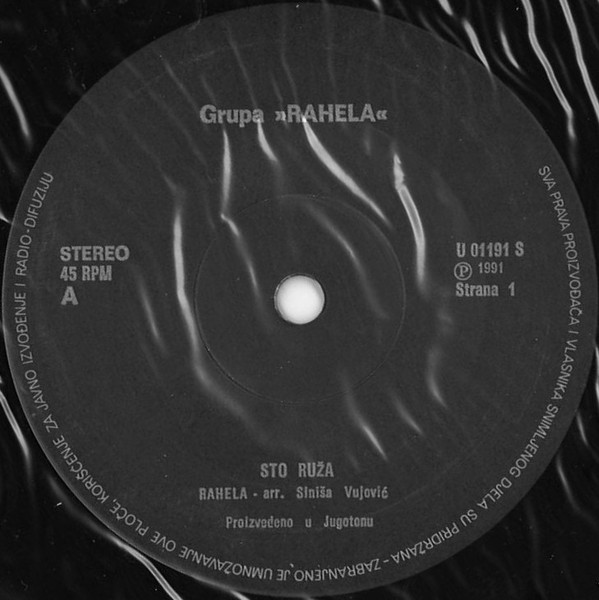 Grupa »RAHELA«
STEREO
45 RPM
A
U 01191 S
Ⓟ 1991
Strana 1
STO RUŽA
RAHELA - arr. Siniša Vujović
Proizvedeno u Jugotonu
SVA PRAVA PROIZVOĐAČA I VLASNIKA SNIMLJENOG DJELA SU PRIDRŽANA - ZABRANJENO JE UMNOŽAVANJE OVE PLOČE, KORIŠĆENJE ZA JAVNO IZVOĐENJE I RADIO-DIFUZIJU